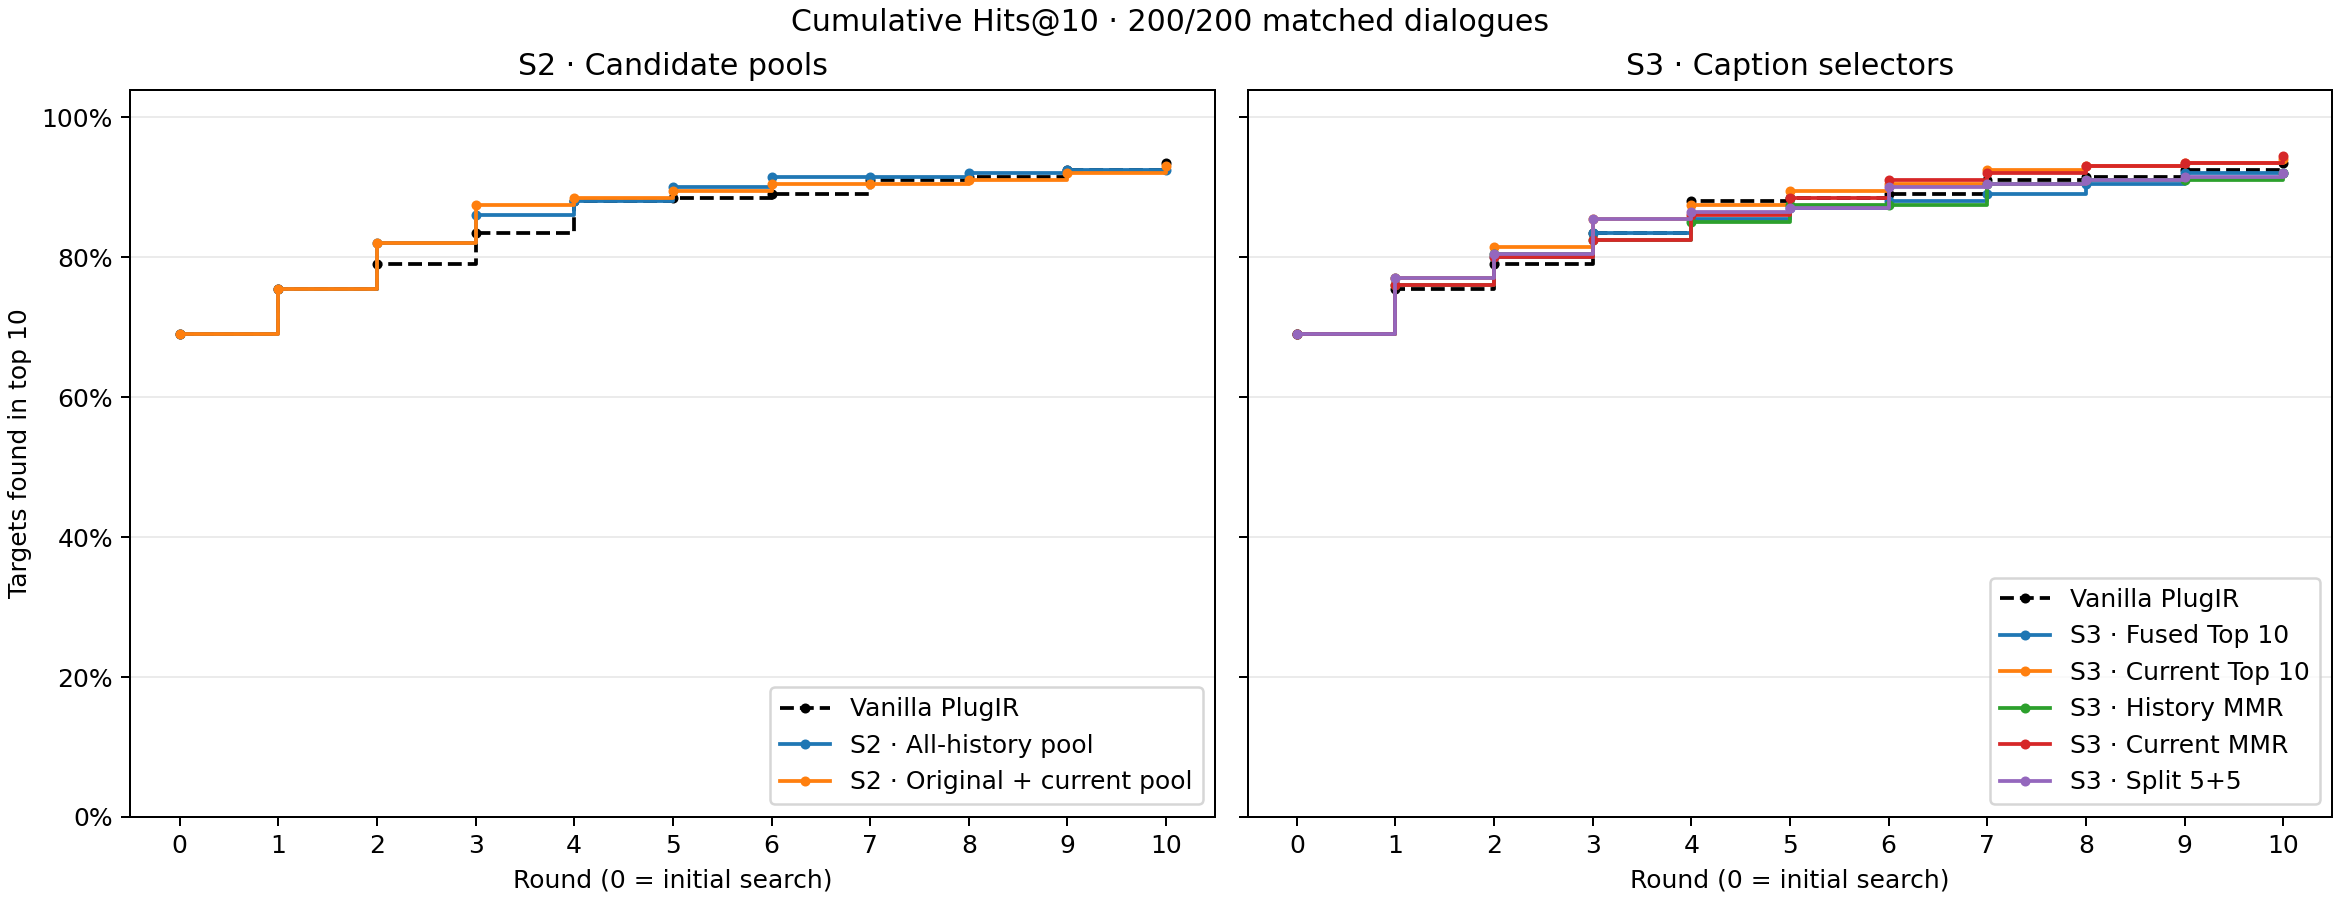 Cumulative Hits@10 · 200/200 matched dialogues
S2 · Candidate pools
S3 · Caption selectors
Targets found in top 10
100%
80%
60%
40%
20%
0%
Vanilla PlugIR
S2 · All-history pool
S2 · Original + current pool
0 1 2 3 4 5 6 7 8 9 10
Round (0 = initial search)
Vanilla PlugIR
S3 · Fused Top 10
S3 · Current Top 10
S3 · History MMR
S3 · Current MMR
S3 · Split 5+5
0 1 2 3 4 5 6 7 8 9 10
Round (0 = initial search)